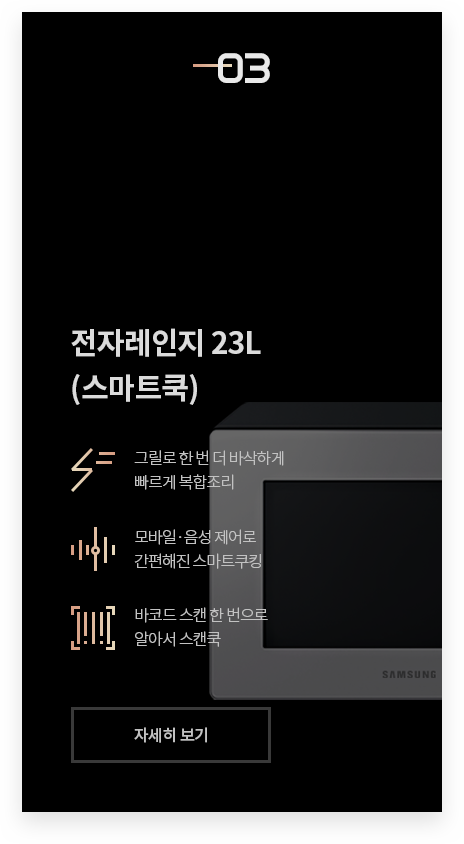 03
전자레인지 23L
(스마트쿡)
그릴로 한 번 더 바삭하게
빠르게 복합조리
모바일·음성 제어로
간편해진 스마트쿠킹
바코드 스캔 한 번으로
알아서 스캔쿡
SAMSUNG
자세히 보기